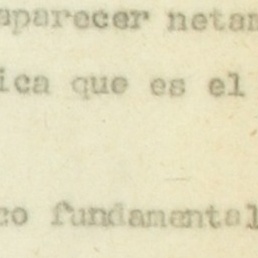 aparecer netam
ica que es el
co fundamental